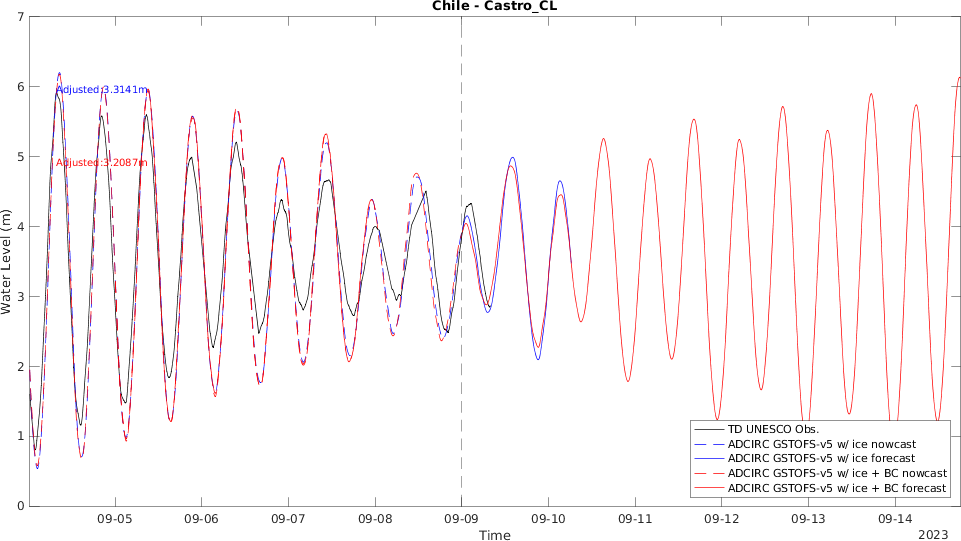 Chile - Castro_CL
7
6
5
4
3
2
1
0
Water Level (m)
Adjusted:3.3141m
Adjusted:3.2087m
TD UNESCO Obs.
ADCIRC GSTOFS-v5 w/ ice nowcast
ADCIRC GSTOFS-v5 w/ ice forecast
ADCIRC GSTOFS-v5 w/ ice + BC nowcast
ADCIRC GSTOFS-v5 w/ ice + BC forecast
09-05 09-06 09-07 09-08 09-09 09-10 09-11 09-12 09-13 09-14
Time
2023